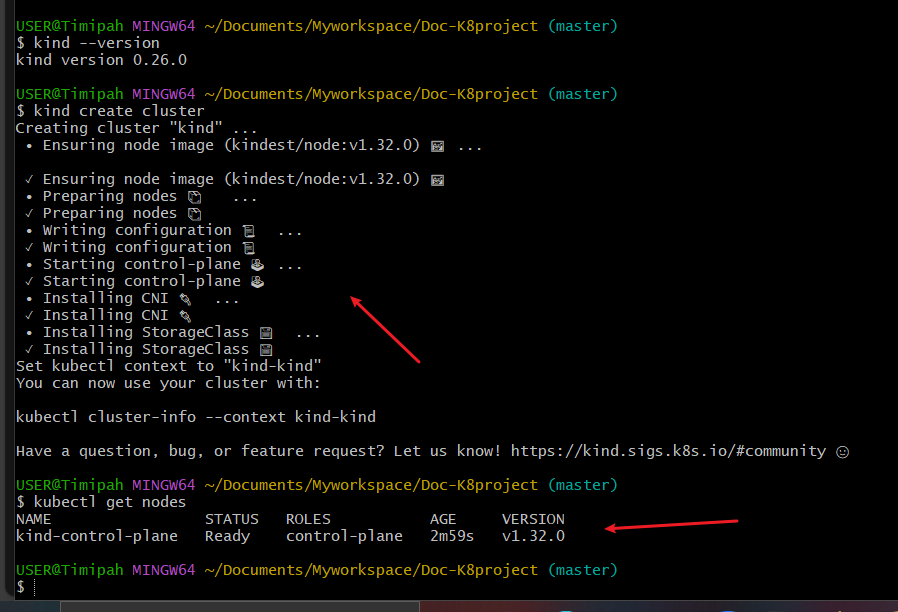 USER@Timipah MINGW64 ~/Documents/Myworkspace/Doc-K8project (master)
$ kind --version
kind version 0.26.0
USER@Timipah MINGW64 ~/Documents/Myworkspace/Doc-K8project (master)
$ kind create cluster
Creating cluster "kind" ...
• Ensuring node image (kindest/node:v1.32.0) 🖼 ...
✓ Ensuring node image (kindest/node:v1.32.0) 🖼
• Preparing nodes 📦 ...
✓ Preparing nodes 📦
• Writing configuration 📜 ...
✓ Writing configuration 📜
• Starting control-plane 🕹️ ...
✓ Starting control-plane 🕹️
• Installing CNI 🔌 ...
✓ Installing CNI 🔌
• Installing StorageClass 💾 ...
✓ Installing StorageClass 💾
Set kubectl context to "kind-kind"
You can now use your cluster with:
kubectl cluster-info --context kind-kind
Have a question, bug, or feature request? Let us know! https://kind.sigs.k8s.io/#community 🙂
USER@Timipah MINGW64 ~/Documents/Myworkspace/Doc-K8project (master)
$ kubectl get nodes
NAME STATUS ROLES AGE VERSION
kind-control-plane Ready control-plane 2m59s v1.32.0
USER@Timipah MINGW64 ~/Documents/Myworkspace/Doc-K8project (master)
$